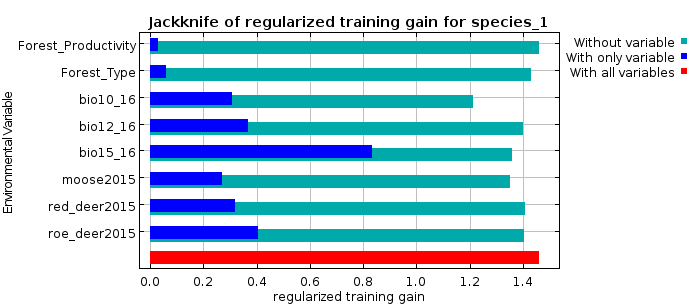 Jackknife of regularized training gain for species_1
Environmental Variable
Forest_Productivity
Forest_Type
bio10_16
bio12_16
bio15_16
moose2015
red_deer2015
roe_deer2015
0.0 0.2 0.4 0.6 0.8 1.0 1.2 1.4
regularized training gain
Without variable
With only variable
With all variables